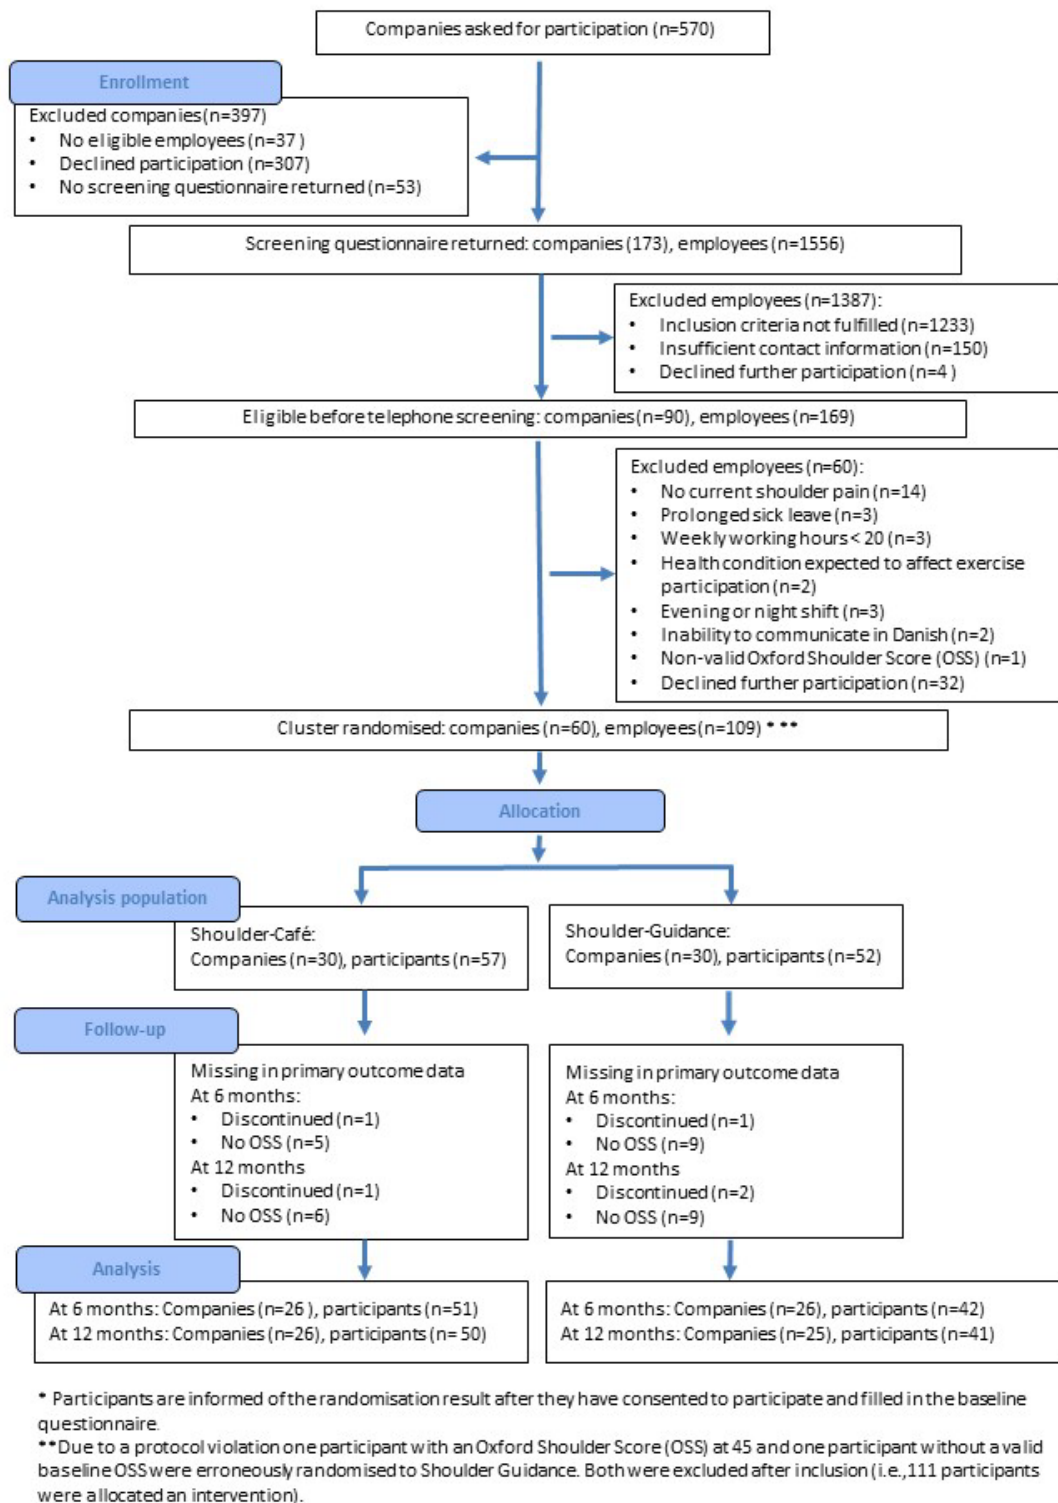 Companies asked for participation (n=570)
Enrollment
Excluded companies (n=397)
• No eligible employees (n=37 )
• Declined participation (n=307)
• No screening questionnaire returned (n=53)
Screening questionnaire returned: companies (173), employees (n=1556)
Excluded employees (n=1387):
• Inclusion criteria not fulfilled (n=1233)
• Insufficient contact information (n=150)
• Declined further participation (n=4 )
Eligible before telephone screening: companies (n=90), employees (n=169)
Excluded employees (n=60):
• No current shoulder pain (n=14)
• Prolonged sick leave (n=3)
• Weekly working hours < 20 (n=3)
• Health condition expected to affect exercise
participation (n=2)
• Evening or night shift (n=3)
• Inability to communicate in Danish (n=2)
• Non-valid Oxford Shoulder Score (OSS) (n=1)
• Declined further participation (n=32)
Cluster randomised: companies (n=60), employees (n=109) * **
Allocation
Analysis population
Shoulder-Café:
Companies (n=30), participants (n=57)
Shoulder-Guidance:
Companies (n=30), participants (n=52)
Follow-up
Missing in primary outcome data
At 6 months:
• Discontinued (n=1)
• No OSS (n=5)
At 12 months
• Discontinued (n=1)
• No OSS (n=6)
Missing in primary outcome data
At 6 months:
• Discontinued (n=1)
• No OSS (n=9)
At 12 months
• Discontinued (n=2)
• No OSS (n=9)
Analysis
At 6 months: Companies (n=26 ), participants (n=51)
At 12 months: Companies (n=26), participants (n= 50)
At 6 months: Companies (n=26), participants (n=42)
At 12 months: Companies (n=25), participants (n=41)
* Participants are informed of the randomisation result after they have consented to participate and filled in the baseline
questionnaire.
**Due to a protocol violation one participant with an Oxford Shoulder Score (OSS) at 45 and one participant without a valid
baseline OSS were erroneously randomised to Shoulder Guidance. Both were excluded after inclusion (i.e., 111 participants
were allocated an intervention).